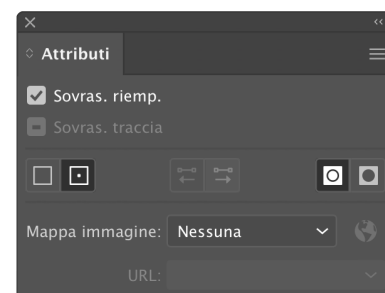 Attributi
Sovras. riemp.
Sovras. traccia
Mappa immagine: Nessuna
URL: